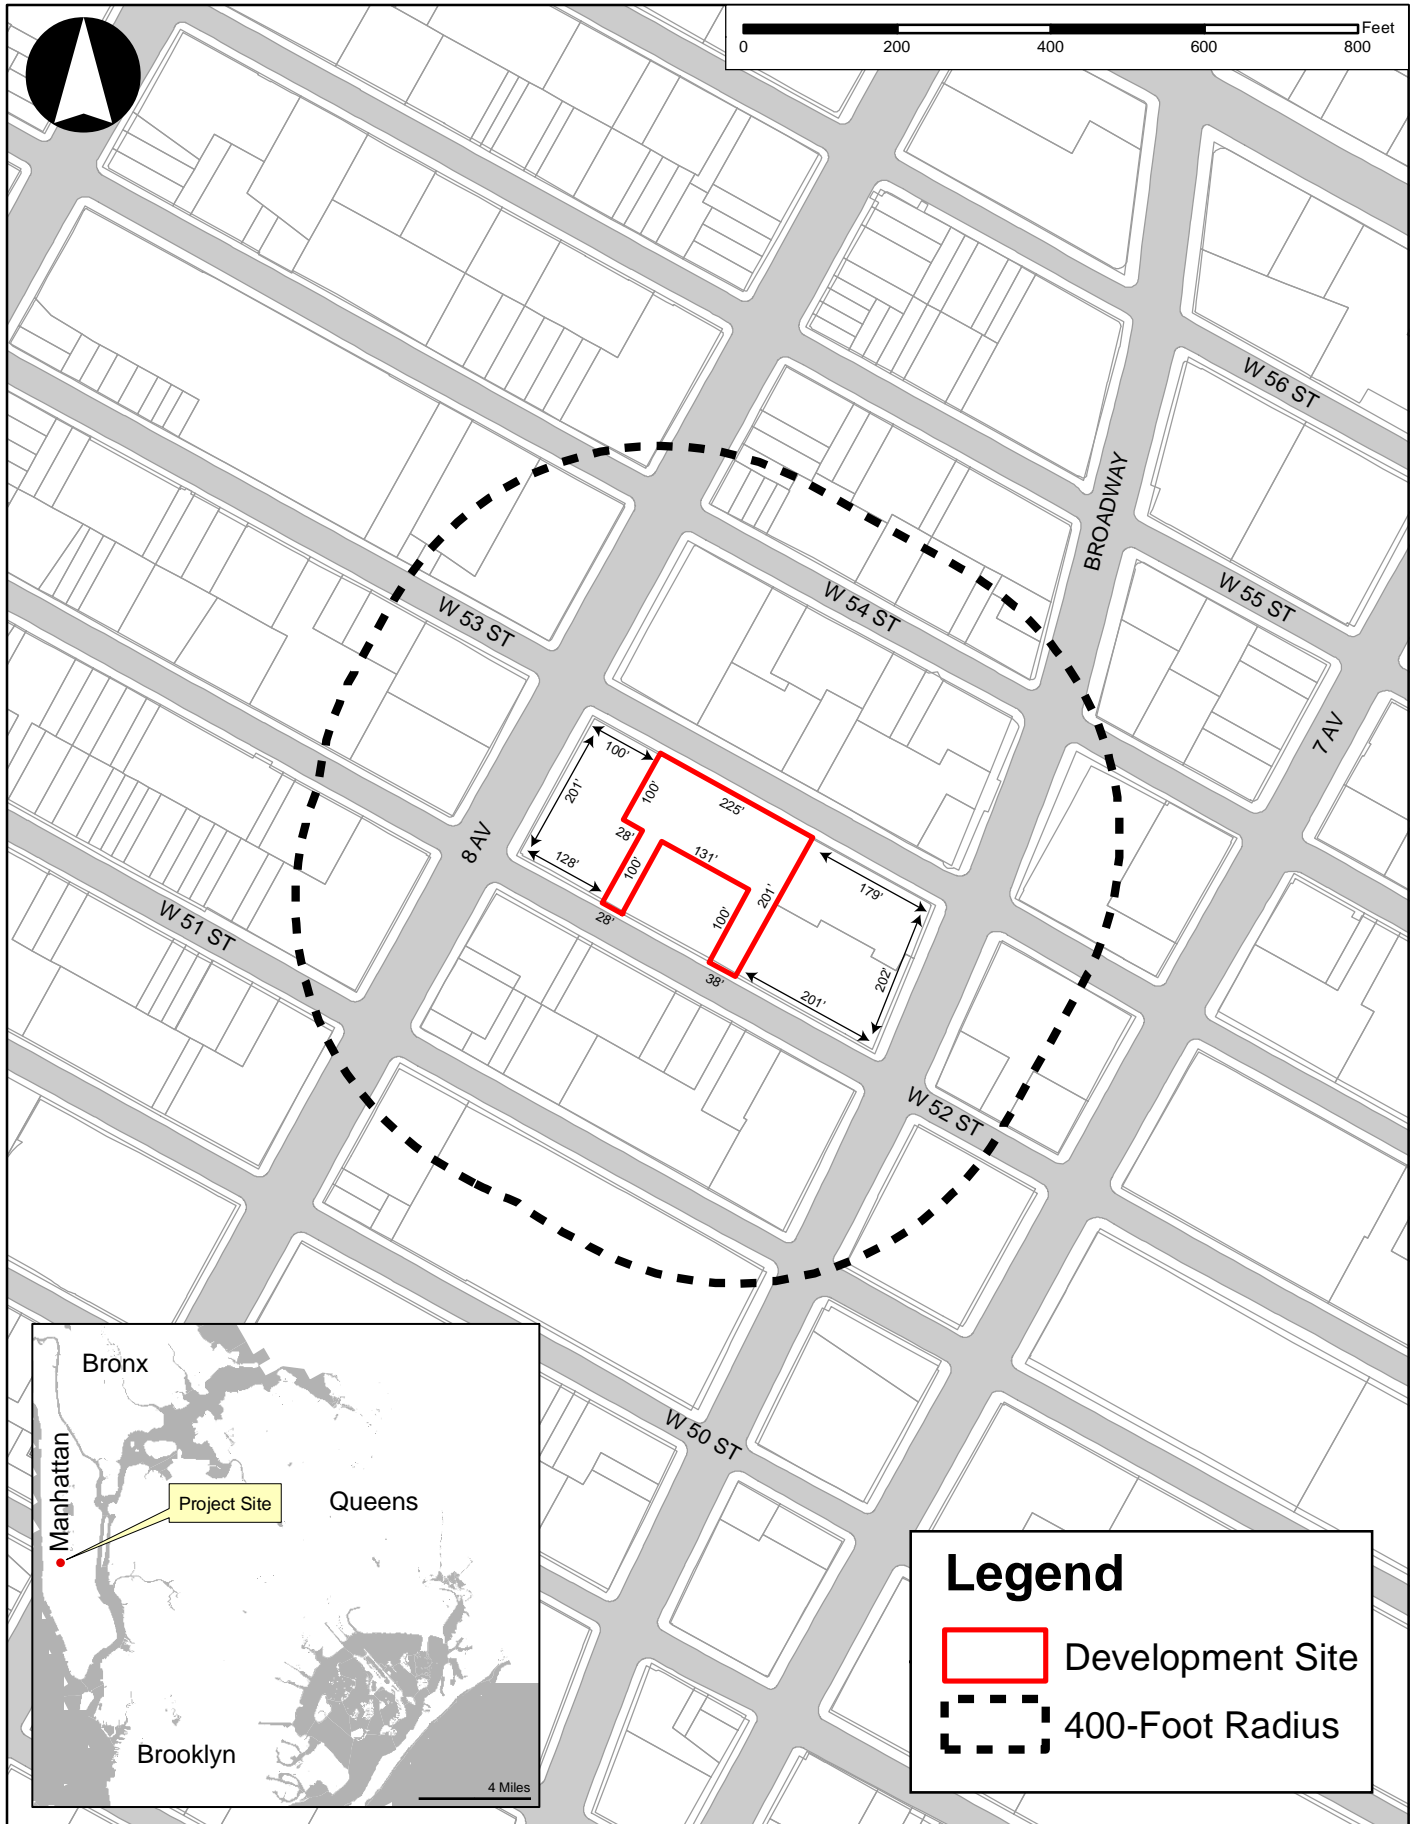 Feet
0 200 400 600 800
W 56 ST
BROADWAY
W 55 ST
W 54 ST
W 53 ST
7 AV
100'
201'
100'
225'
28'
131'
128'
100'
201'
179'
100'
28'
202'
38'
201'
8 AV
W 51 ST
W 52 ST
W 50 ST
Bronx
Manhattan
Project Site
Queens
Brooklyn
4 Miles
Legend
Development Site
400-Foot Radius